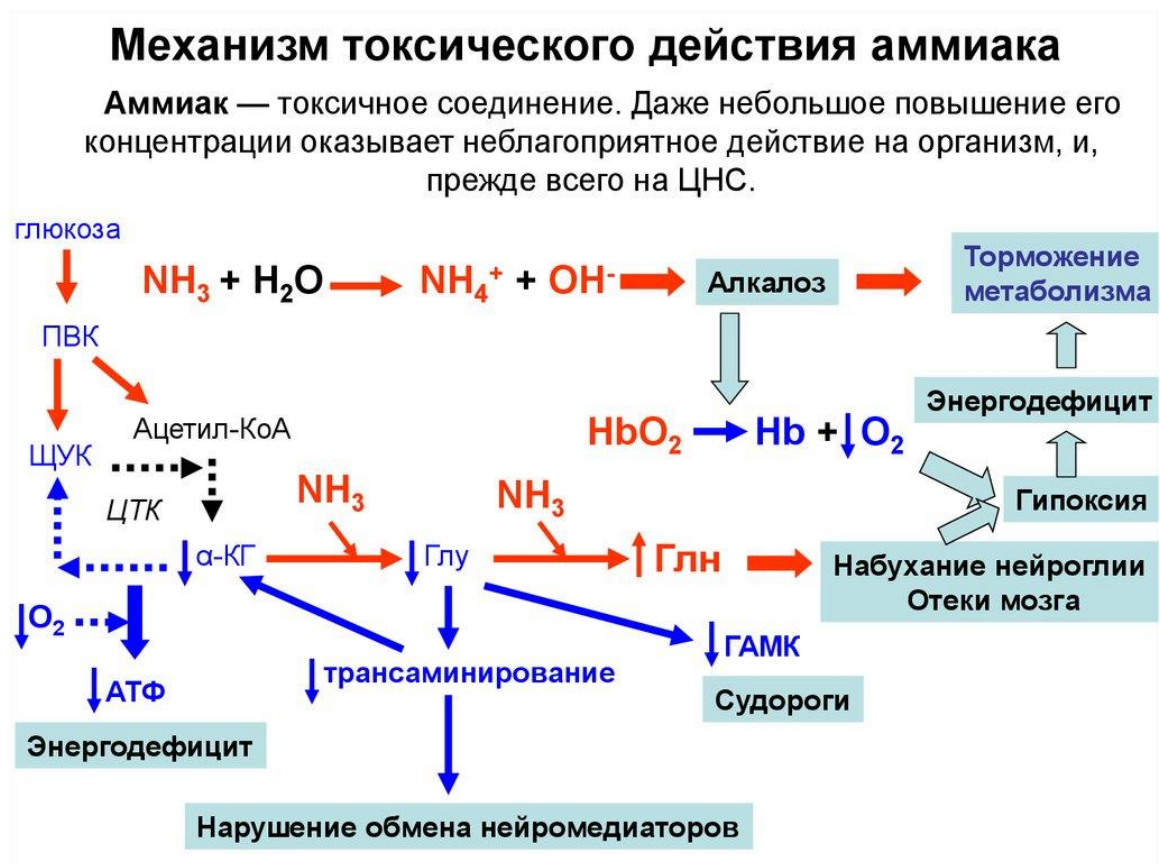 Механизм токсического действия аммиака
Аммиак — токсичное соединение. Даже небольшое повышение его
концентрации оказывает неблагоприятное действие на организм, и,
прежде всего на ЦНС.
глюкоза
NH₃ + H₂O → NH₄⁺ + OH⁻
Алкалоз
Торможение
метаболизма
ПВК
Энергодефицит
Ацетил-КоА
HbO₂ → Hb + ↓O₂
ЩУК
ЦТК
NH₃
NH₃
Гипоксия
↓ α-КГ
↓ Глу
↑ Глн
Набухание нейроглии
Отеки мозга
↓O₂
↓ ГАМК
↓ трансаминирование
↓ АТФ
Судороги
Энергодефицит
Нарушение обмена нейромедиаторов